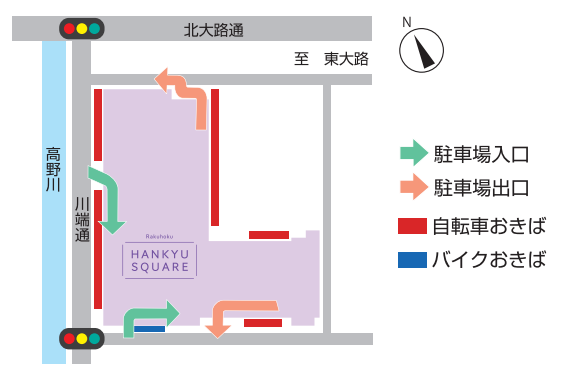 北大路通
至 東大路
N
高野川
川端通
Rakuhoku
HANKYU
SQUARE
駐車場入口
駐車場出口
自転車おきば
バイクおきば